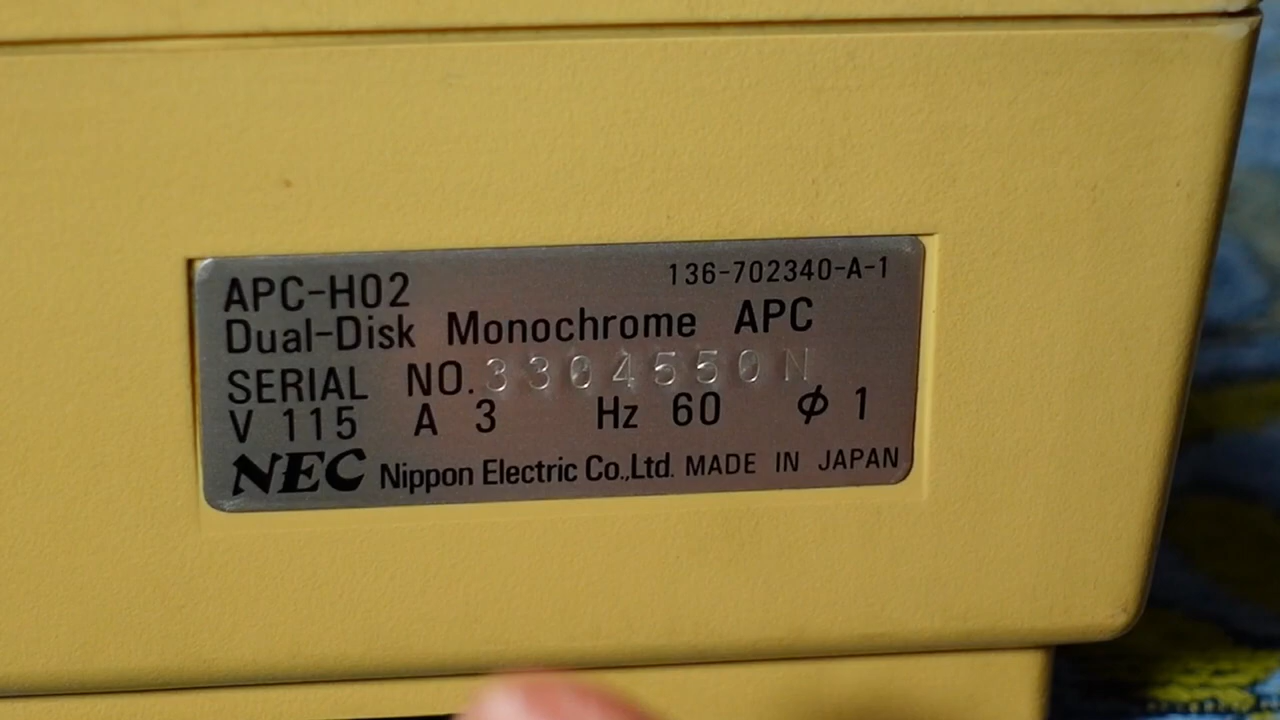 APC-H02 136-702340-A-1
Dual-Disk Monochrome APC
SERIAL NO. 3304550N
V 115 A 3 Hz 60 ϕ 1
NEC Nippon Electric Co.,Ltd. MADE IN JAPAN